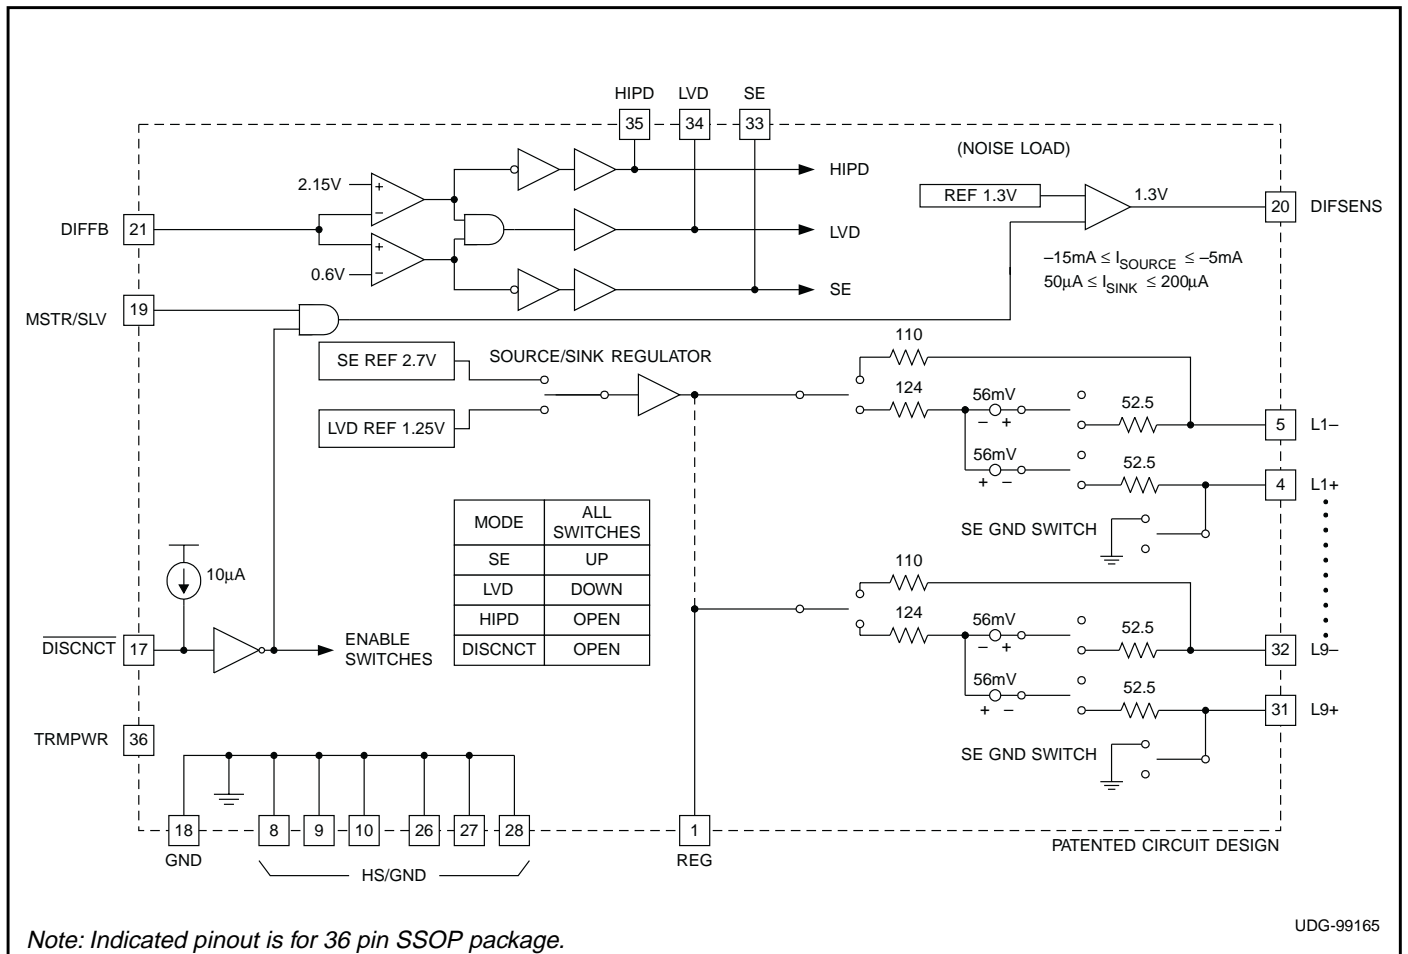 HIPD LVD SE
35 34 33
(NOISE LOAD)
HIPD
2.15V
+
–
REF 1.3V
1.3V
20 DIFSENS
DIFFB 21
LVD
+
–
0.6V
–15mA ≤ ISOURCE ≤ –5mA
50µA ≤ ISINK ≤ 200µA
SE
MSTR/SLV 19
SE REF 2.7V
SOURCE/SINK REGULATOR
LVD REF 1.25V
110
124
56mV
– +
52.5
5 L1–
56mV
+ –
52.5
4 L1+
SE GND SWITCH
MODE ALL SWITCHES
SE UP
LVD DOWN
HIPD OPEN
DISCNCT OPEN
10µA
DISCNCT 17
ENABLE
SWITCHES
110
124
56mV
– +
52.5
32 L9–
56mV
+ –
52.5
31 L9+
SE GND SWITCH
TRMPWR 36
18 8 9 10 26 27 28 1
GND
HS/GND
REG
PATENTED CIRCUIT DESIGN
UDG-99165
Note: Indicated pinout is for 36 pin SSOP package.